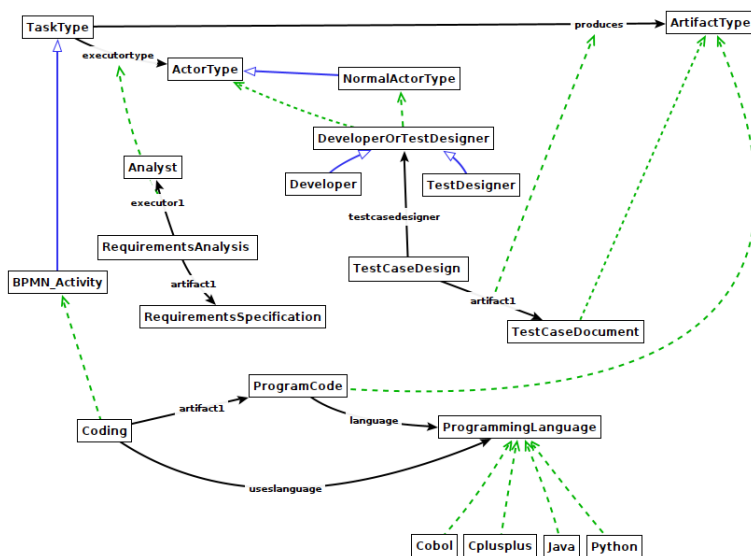 TaskType
produces
ArtifactType
executortype
ActorType
NormalActorType
DeveloperOrTestDesigner
Analyst
Developer
TestDesigner
executor1
testcasedesigner
RequirementsAnalysis
TestCaseDesign
BPMN_Activity
artifact1
artifact1
RequirementsSpecification
TestCaseDocument
ProgramCode
artifact1
language
Coding
ProgrammingLanguage
useslanguage
Cobol
Cplusplus
Java
Python